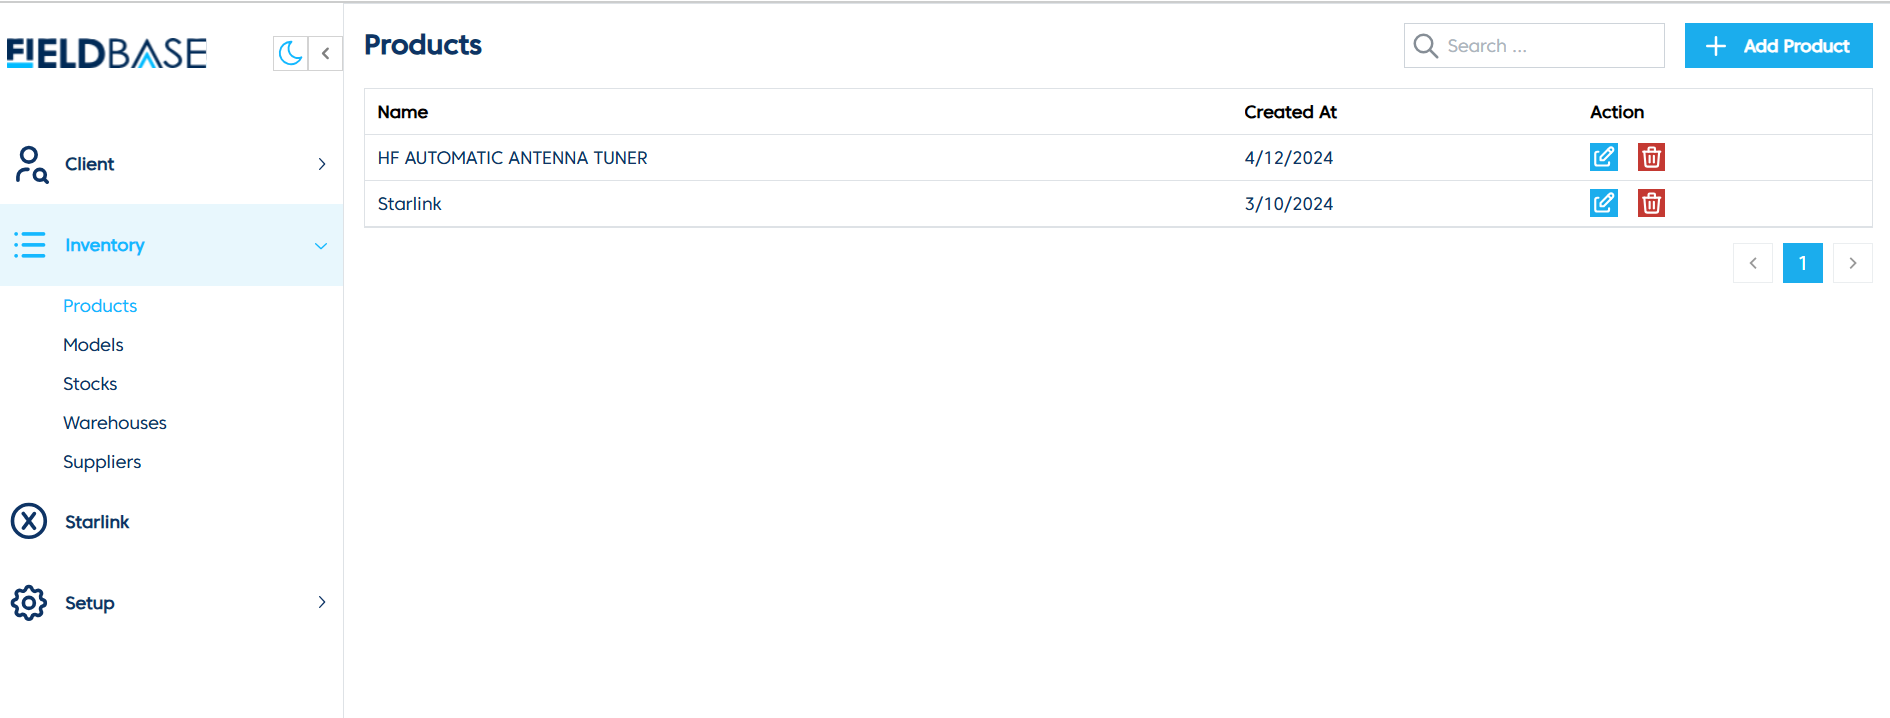 FIELDBASE
Products
Search ...
Add Product
Client
Inventory
Products
Models
Stocks
Warehouses
Suppliers
Starlink
Setup
Name Created At Action
HF AUTOMATIC ANTENNA TUNER 4/12/2024
Starlink 3/10/2024
1